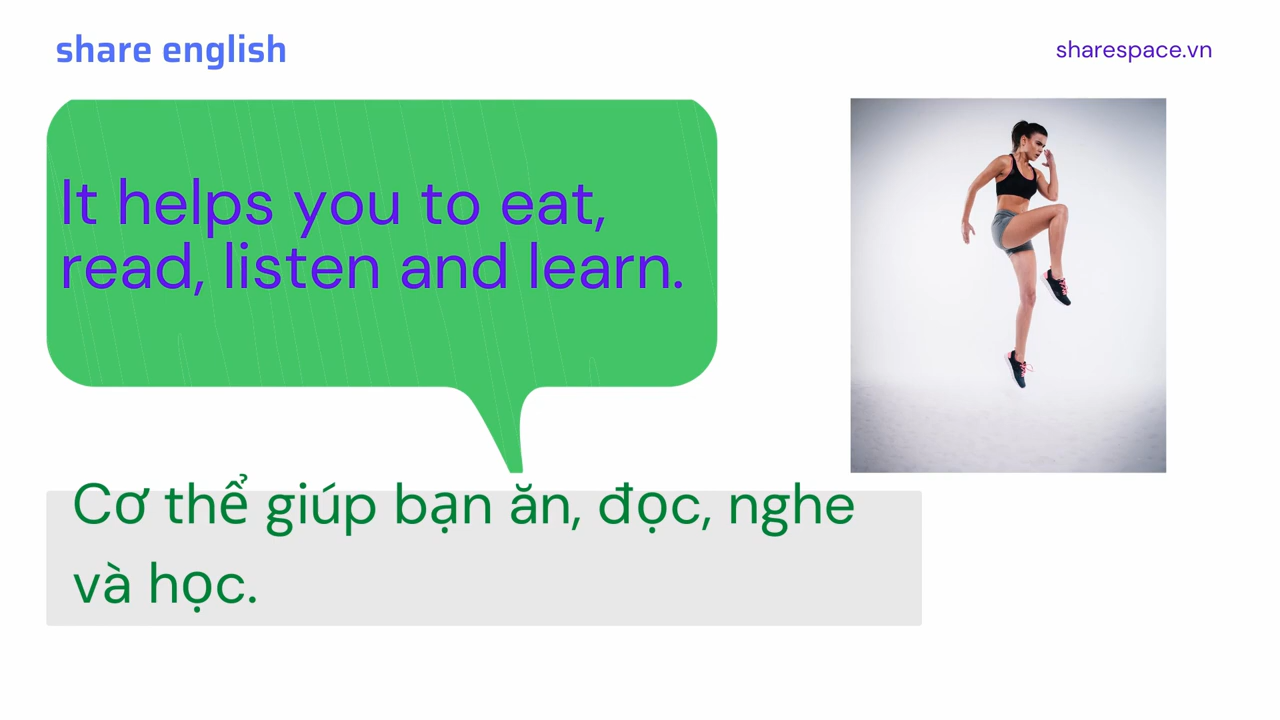 share english
sharespace.vn
It helps you to eat,
read, listen and learn.
Cơ thể giúp bạn ăn, đọc, nghe
và học.